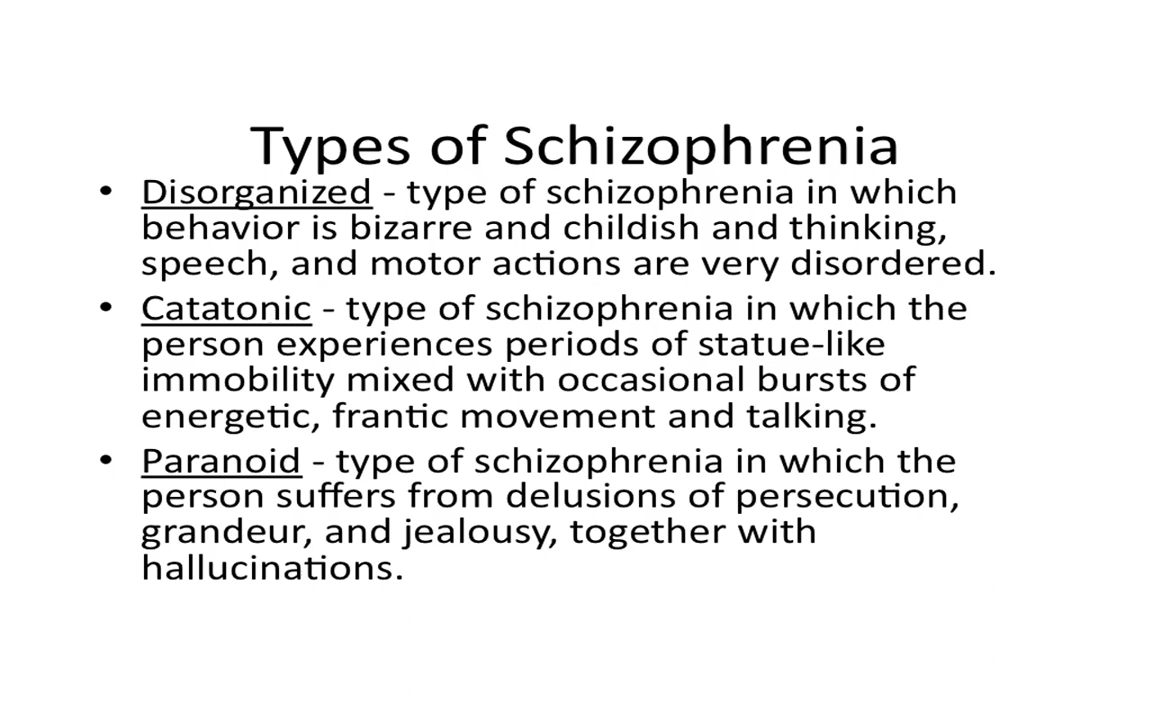 Types of Schizophrenia
• Disorganized - type of schizophrenia in which
behavior is bizarre and childish and thinking,
speech, and motor actions are very disordered.
• Catatonic - type of schizophrenia in which the
person experiences periods of statue-like
immobility mixed with occasional bursts of
energetic, frantic movement and talking.
• Paranoid - type of schizophrenia in which the
person suffers from delusions of persecution,
grandeur, and jealousy, together with
hallucinations.